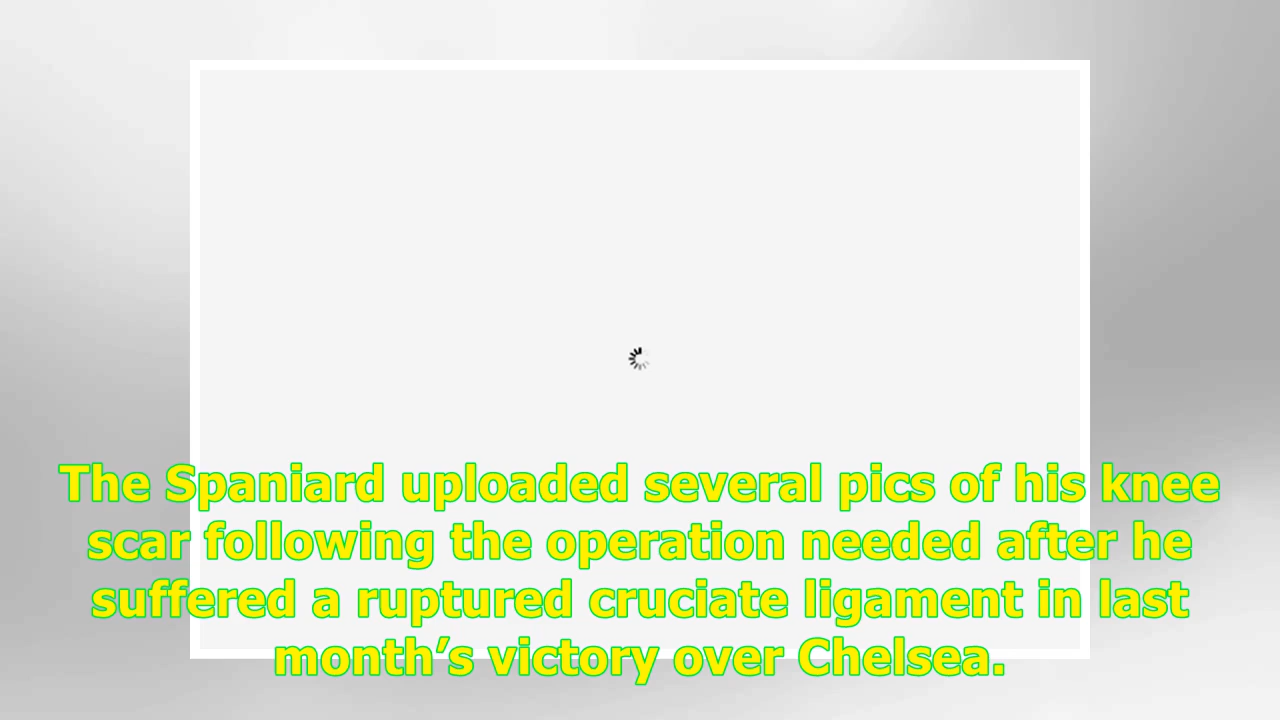 The Spaniard uploaded several pics of his knee
scar following the operation needed after he
suffered a ruptured cruciate ligament in last
month’s victory over Chelsea.